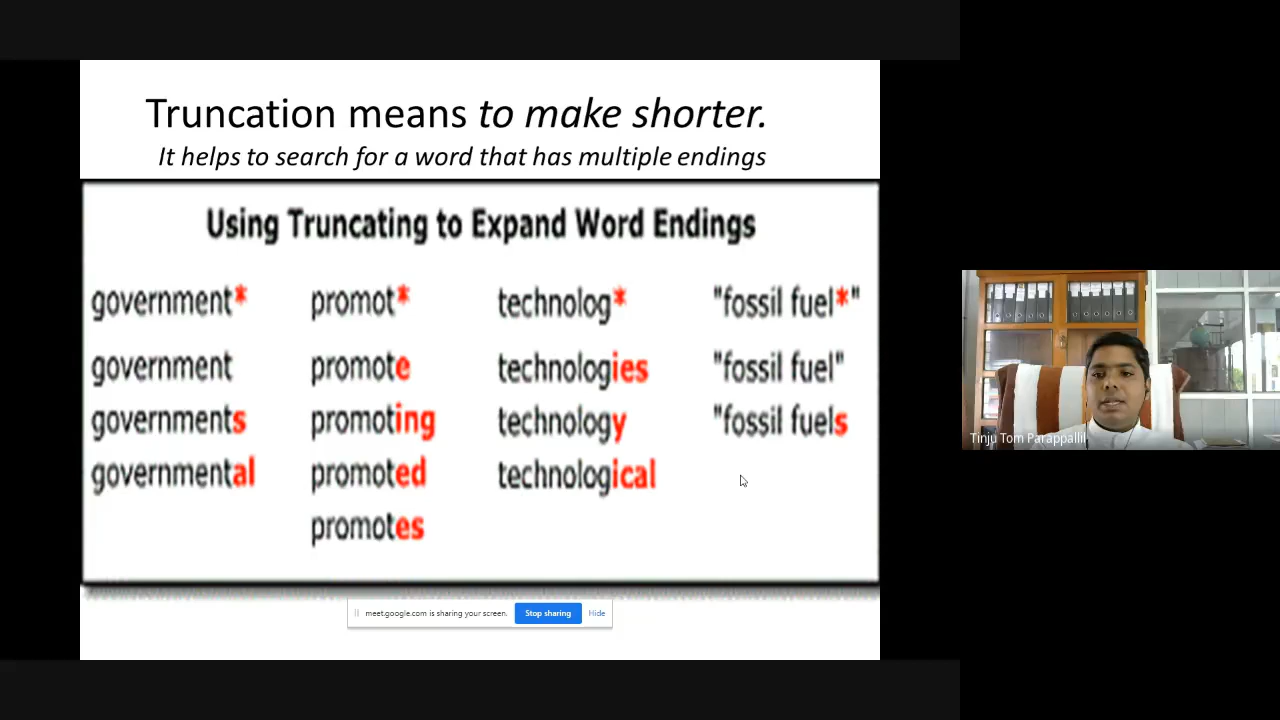 Truncation means to make shorter.
It helps to search for a word that has multiple endings
Using Truncating to Expand Word Endings
government* promot* technolog* "fossil fuel*"
government promote technologies "fossil fuel"
governments promoting technology "fossil fuels
governmental promoted technological
promotes
meet.google.com is sharing your screen. Stop sharing Hide
Tinju Tom Parappallil